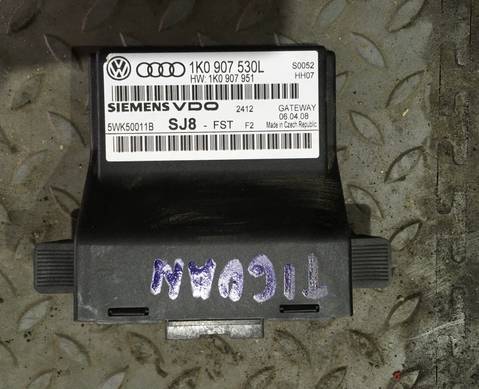 1K0 907 530L
S0052
HW: 1K0 907 951
HH07
SIEMENS VDO
2412
GATEWAY
06.04.08
5WK50011B
SJ8 - FST F2
Made in Czech Republic
TIGUAN